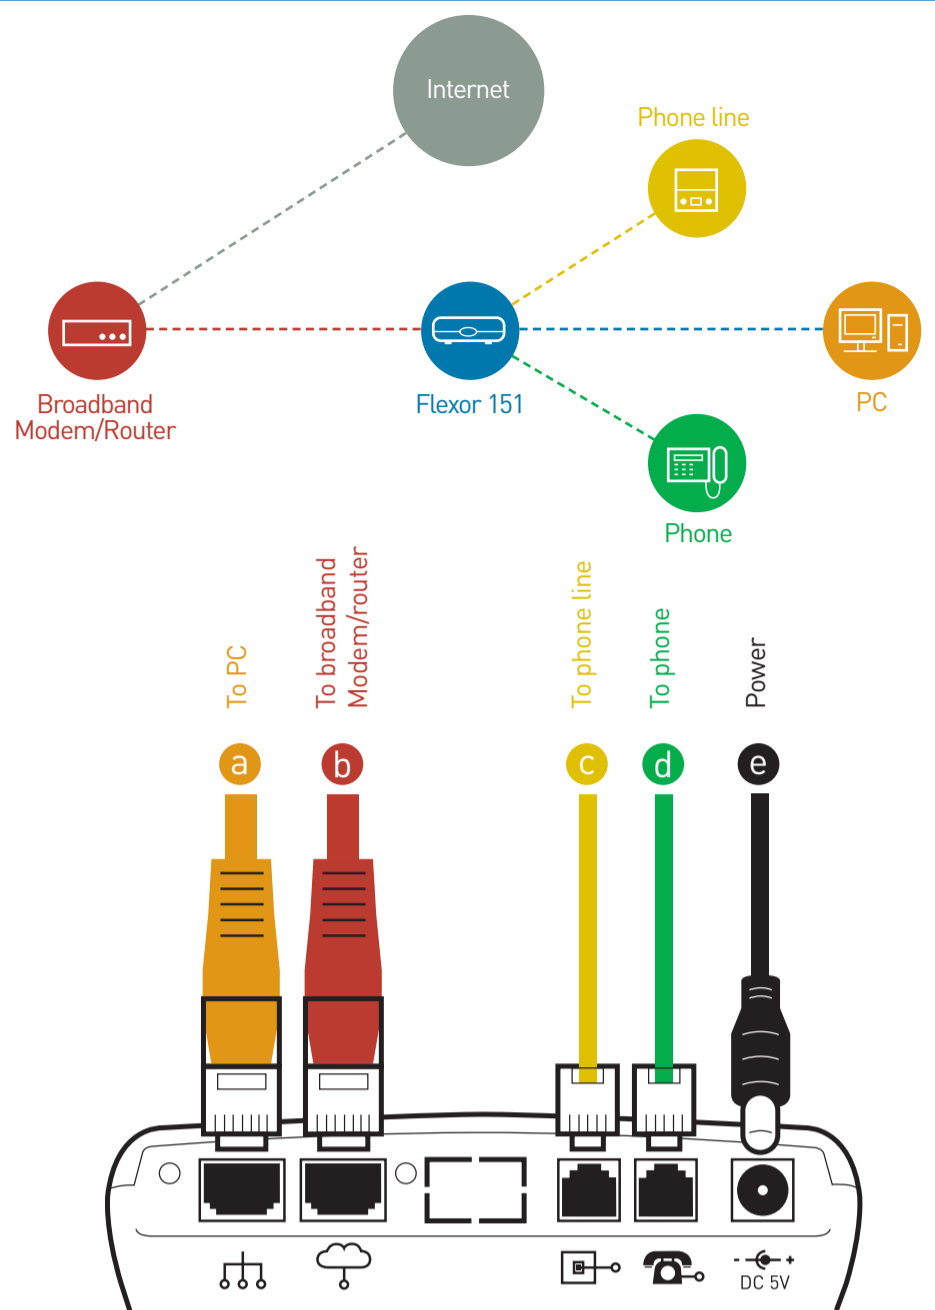 Internet
Phone line
Broadband
Modem/Router
Flexor 151
PC
Phone
To PC
To broadband
Modem/router
To phone line
To phone
Power
a
b
c
d
e
- +
DC 5V